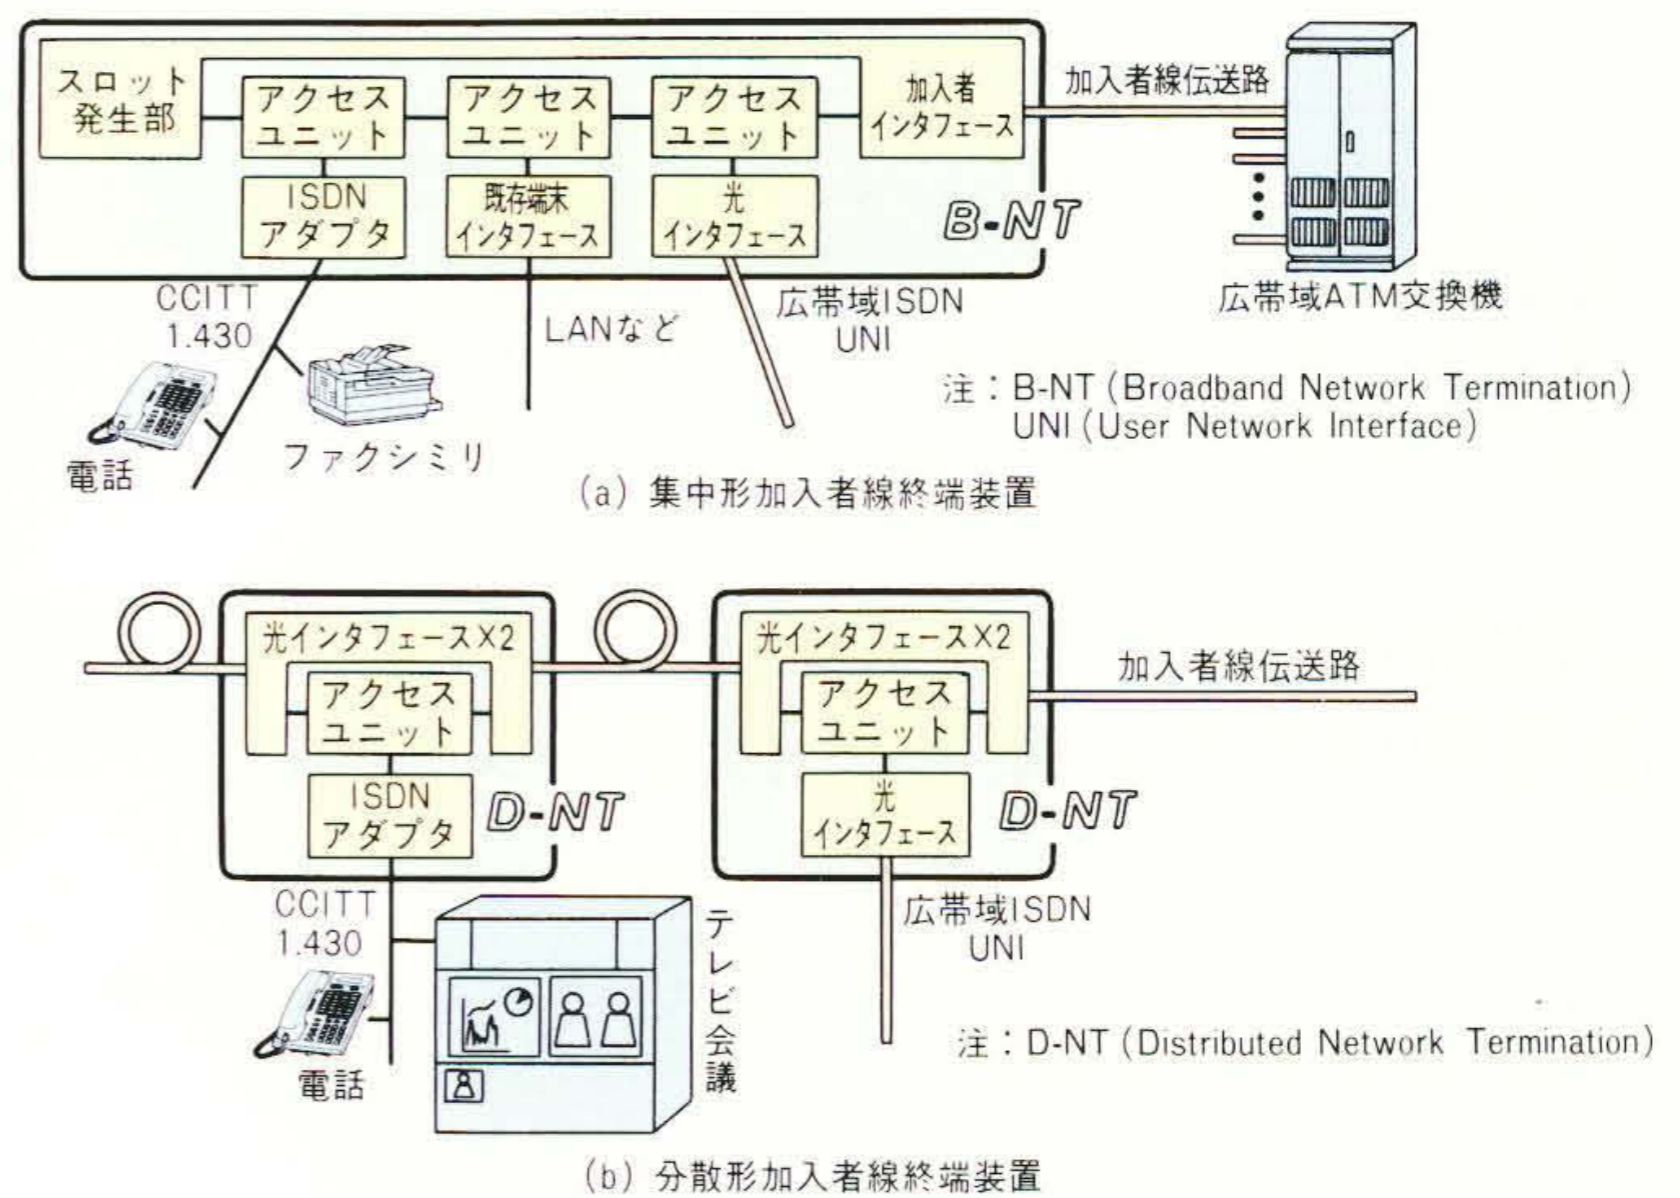 スロット
発生部
アクセス
ユニット
アクセス
ユニット
アクセス
ユニット
加入者
インタフェース
加入者線伝送路
ISDN
アダプタ
既存端末
インタフェース
光
インタフェース
B-NT
CCITT
1.430
LANなど
広帯域ISDN
UNI
広帯域ATM交換機
電話
ファクシミリ
注：B-NT (Broadband Network Termination)
UNI (User Network Interface)
(a) 集中形加入者線終端装置
光インタフェース×2
アクセス
ユニット
ISDN
アダプタ
D-NT
光インタフェース×2
アクセス
ユニット
光
インタフェース
D-NT
加入者線伝送路
CCITT
1.430
電話
テレビ会議
広帯域ISDN
UNI
注：D-NT (Distributed Network Termination)
(b) 分散形加入者線終端装置